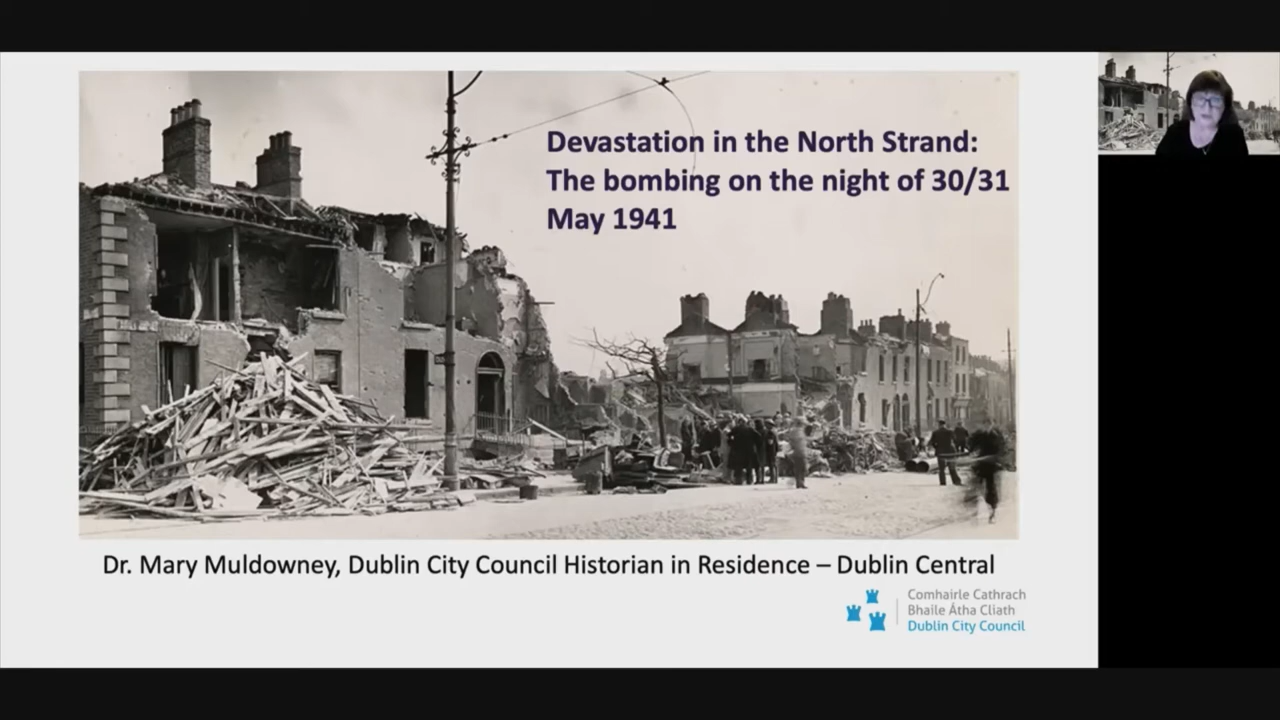 Devastation in the North Strand:
The bombing on the night of 30/31
May 1941
Dr. Mary Muldowney, Dublin City Council Historian in Residence – Dublin Central
Comhairle Cathrach
Bhaile Átha Cliath
Dublin City Council